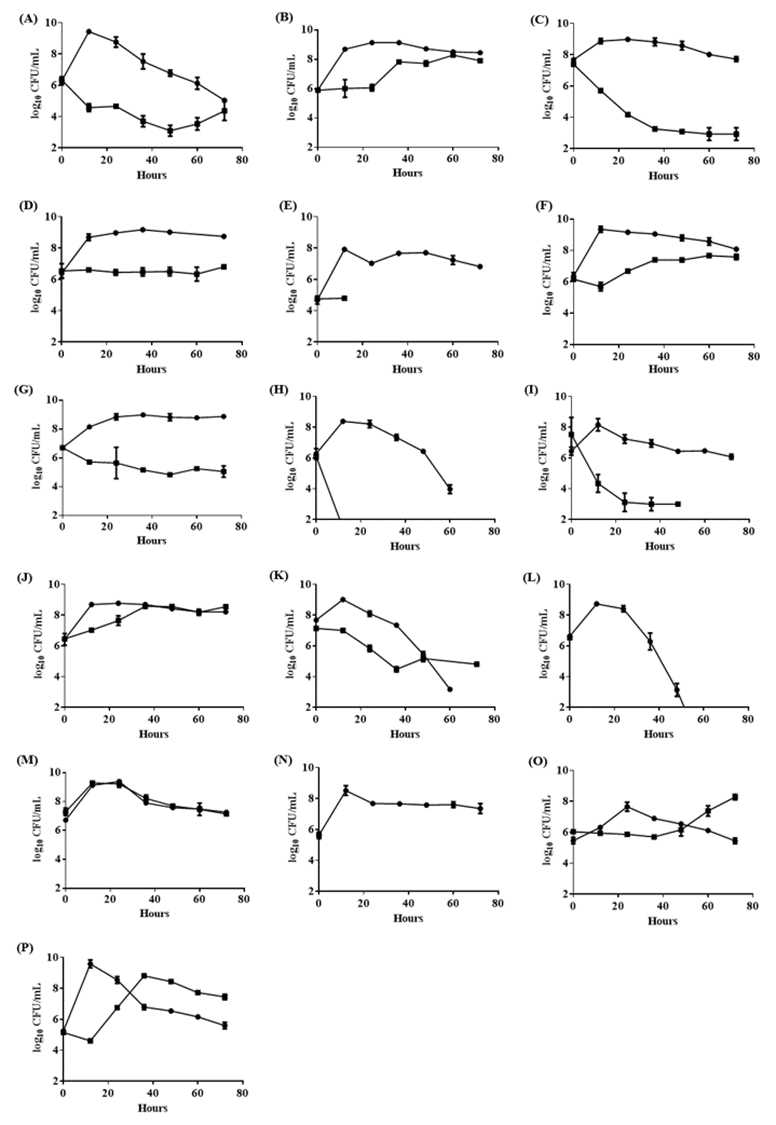 (A) (B) (C)
log10 CFU/mL log10 CFU/mL log10 CFU/mL
10 10 10
8 8 8
6 6 6
4 4 4
2 2 2
0 20 40 60 80 0 20 40 60 80 0 20 40 60 80
Hours Hours Hours
(D) (E) (F)
log10 CFU/mL log10 CFU/mL log10 CFU/mL
10 10 10
8 8 8
6 6 6
4 4 4
2 2 2
0 20 40 60 80 0 20 40 60 80 0 20 40 60 80
Hours Hours Hours
(G) (H) (I)
log10 CFU/mL log10 CFU/mL log10 CFU/mL
10 10 10
8 8 8
6 6 6
4 4 4
2 2 2
0 20 40 60 80 0 20 40 60 80 0 20 40 60 80
Hours Hours Hours
(J) (K) (L)
log10 CFU/mL log10 CFU/mL log10 CFU/mL
10 10 10
8 8 8
6 6 6
4 4 4
2 2 2
0 20 40 60 80 0 20 40 60 80 0 20 40 60 80
Hours Hours Hours
(M) (N) (O)
log10 CFU/mL log10 CFU/mL log10 CFU/mL
10 10 10
8 8 8
6 6 6
4 4 4
2 2 2
0 20 40 60 80 0 20 40 60 80 0 20 40 60 80
Hours Hours Hours
(P)
log10 CFU/mL
10
8
6
4
2
0 20 40 60 80
Hours